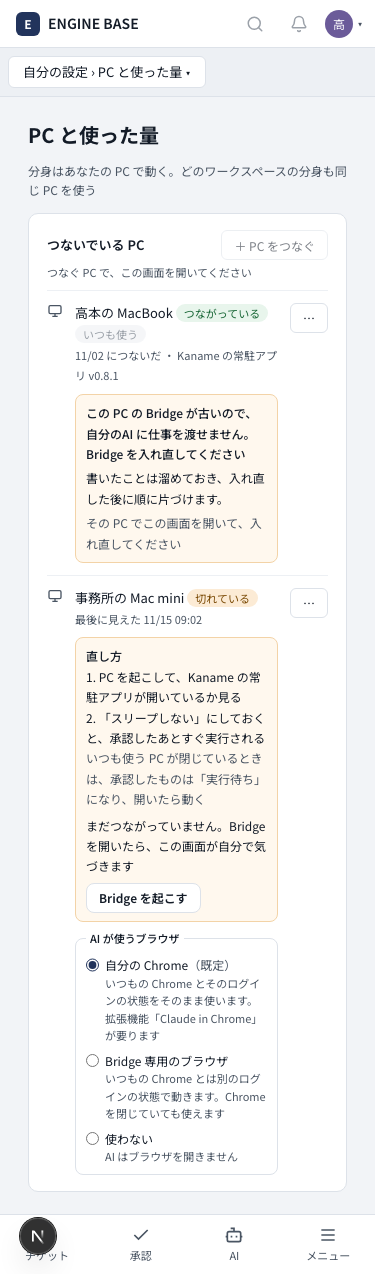 E ENGINE BASE 高
自分の設定 › PC と使った量
PC と使った量
分身はあなたの PC で動く。どのワークスペースの分身も同
じ PC を使う
つないでいる PC
＋ PC をつなぐ
つなぐ PC で、この画面を開いてください
高本の MacBook つながっている
…
いつも使う
11/02 につないだ ・ Kaname の常駐アプ
リ v0.8.1
この PC の Bridge が古いので、
自分のAI に仕事を渡せません。
Bridge を入れ直してください
書いたことは溜めておき、入れ直
した後に順に片づけます。
その PC でこの画面を開いて、入
れ直してください
事務所の Mac mini 切れている
…
最後に見えた 11/15 09:02
直し方
1. PC を起こして、Kaname の常
駐アプリが開いているか見る
2. 「スリープしない」にしておく
と、承認したあとすぐ実行される
いつも使う PC が閉じているとき
は、承認したものは「実行待ち」
になり、開いたら動く
まだつながっていません。Bridge
を開いたら、この画面が自分で気
づきます
Bridge を起こす
AI が使うブラウザ
自分の Chrome（既定）
いつもの Chrome とそのログイ
ンの状態をそのまま使います。
拡張機能「Claude in Chrome」
が要ります
Bridge 専用のブラウザ
いつもの Chrome とは別のログ
インの状態で動きます。Chrome
を閉じていても使えます
使わない
AI はブラウザを開きません
N
チケット 承認 AI メニュー